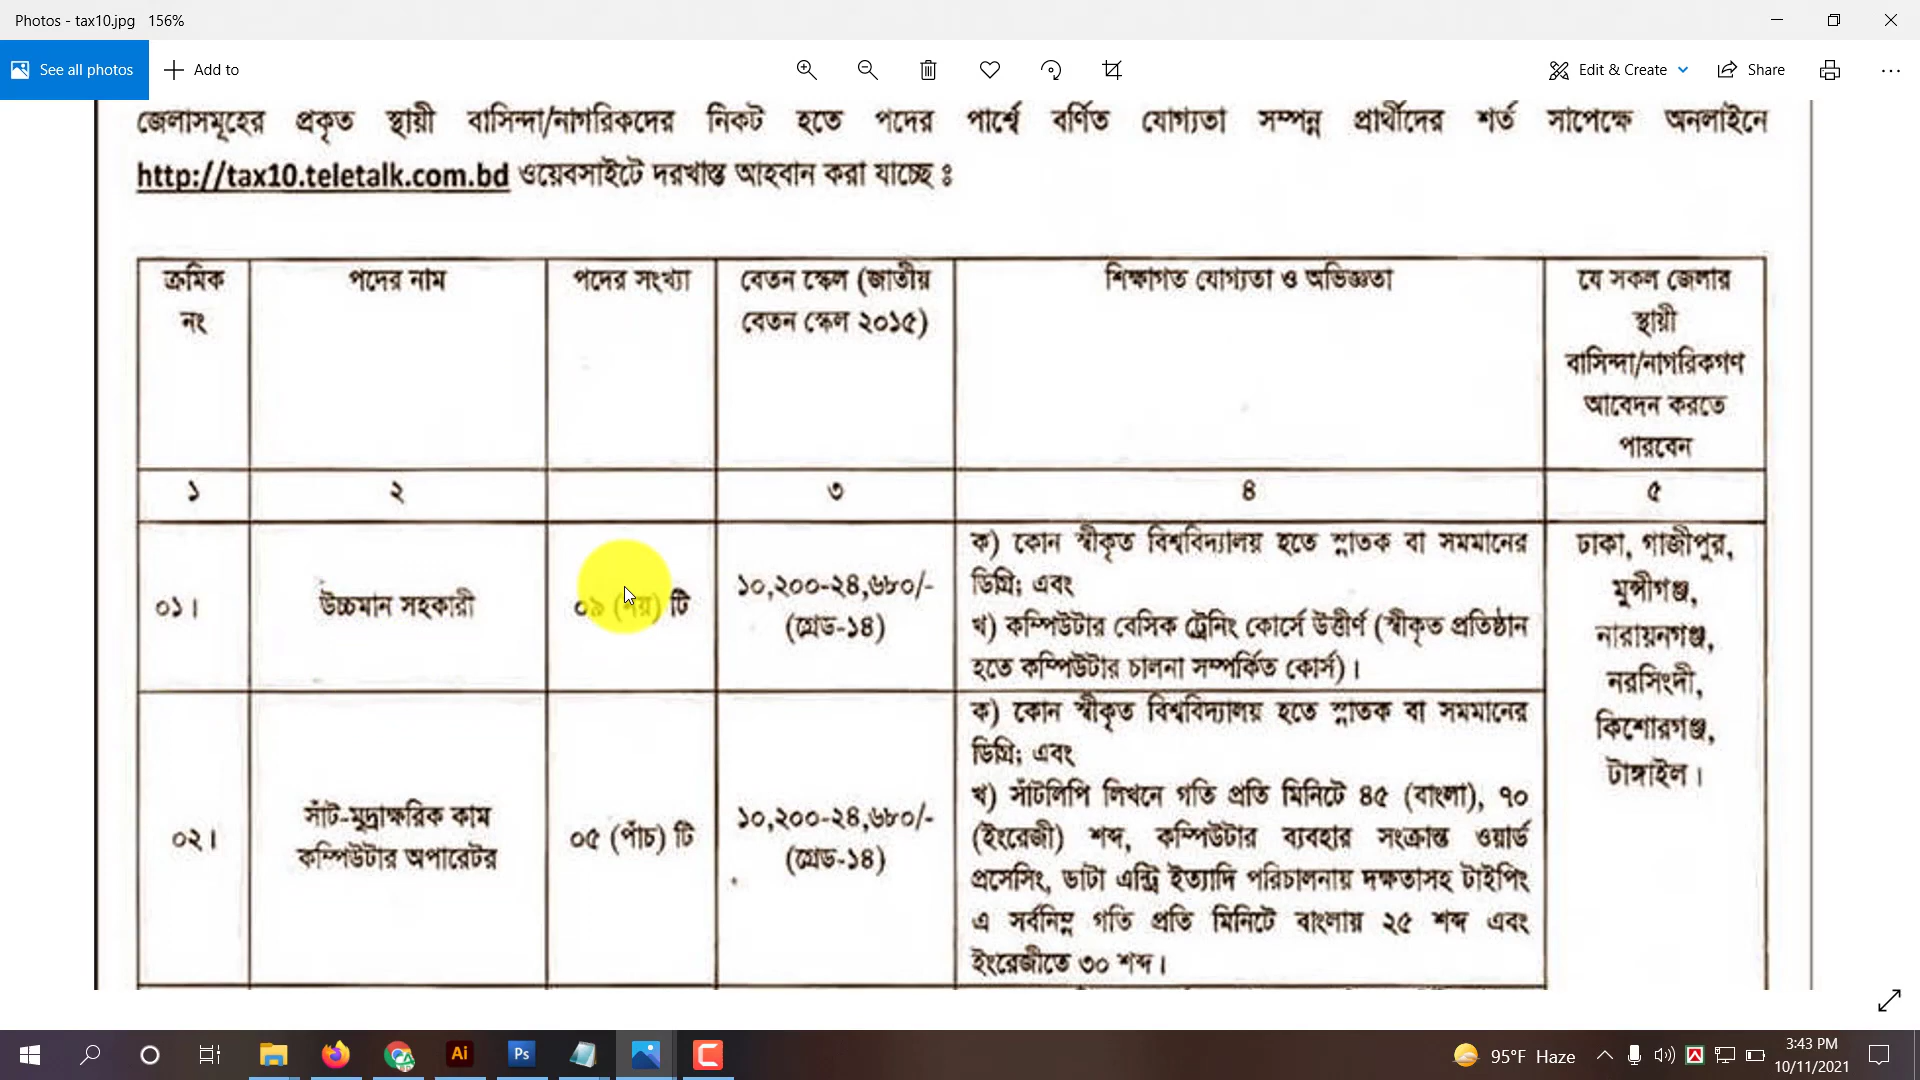 Photos - tax10.jpg 156%
See all photos
Add to
Edit & Create
Share
জেলাসমূহের প্রকৃত স্থায়ী বাসিন্দা/নাগরিকদের নিকট হতে পদের পার্শ্বে বর্ণিত যোগ্যতা সম্পন্ন প্রার্থীদের শর্ত সাপেক্ষে অনলাইনে
http://tax10.teletalk.com.bd ওয়েবসাইটে দরখাস্ত আহবান করা যাচ্ছে ঃ
ক্রমিক
নং
পদের নাম
পদের সংখ্যা
বেতন স্কেল (জাতীয়
বেতন স্কেল ২০১৫)
শিক্ষাগত যোগ্যতা ও অভিজ্ঞতা
যে সকল জেলার
স্থায়ী
বাসিন্দা/নাগরিকগণ
আবেদন করতে
পারবেন
১
২
৩
৪
৫
০১।
উচ্চমান সহকারী
০৯ (নয়) টি
১০,২০০-২৪,৬৮০/-
(গ্রেড-১৪)
ক) কোন স্বীকৃত বিশ্ববিদ্যালয় হতে স্নাতক বা সমমানের
ডিগ্রি; এবং
খ) কম্পিউটার বেসিক ট্রেনিং কোর্সে উত্তীর্ণ (স্বীকৃত প্রতিষ্ঠান
হতে কম্পিউটার চালনা সম্পর্কিত কোর্স)।
ঢাকা, গাজীপুর,
মুন্সীগঞ্জ,
নারায়নগঞ্জ,
নরসিংদী,
কিশোরগঞ্জ,
টাঙ্গাইল।
০২।
সাঁট-মুদ্রাক্ষরিক কাম
কম্পিউটার অপারেটর
০৫ (পাঁচ) টি
১০,২০০-২৪,৬৮০/-
(গ্রেড-১৪)
ক) কোন স্বীকৃত বিশ্ববিদ্যালয় হতে স্নাতক বা সমমানের
ডিগ্রি; এবং
খ) সাঁটলিপি লিখনে গতি প্রতি মিনিটে ৪৫ (বাংলা), ৭০
(ইংরেজী) শব্দ, কম্পিউটার ব্যবহার সংক্রান্ত ওয়ার্ড
প্রসেসিং, ডাটা এন্ট্রি ইত্যাদি পরিচালনায় দক্ষতাসহ টাইপিং
এ সর্বনিম্ন গতি প্রতি মিনিটে বাংলায় ২৫ শব্দ এবং
ইংরেজীতে ৩০ শব্দ।
Ai
Ps
95°F Haze
3:43 PM
10/11/2021